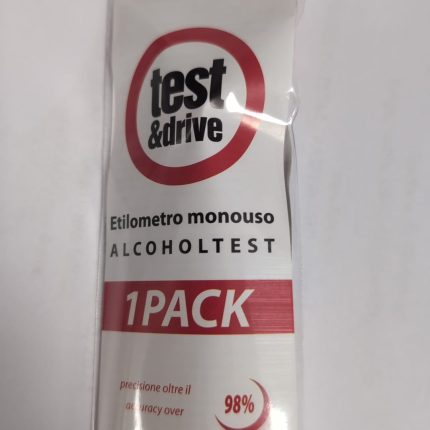 test
&drive
Etilometro monouso
ALCOHOLTEST
1PACK
precisione oltre il
accuracy over
98%